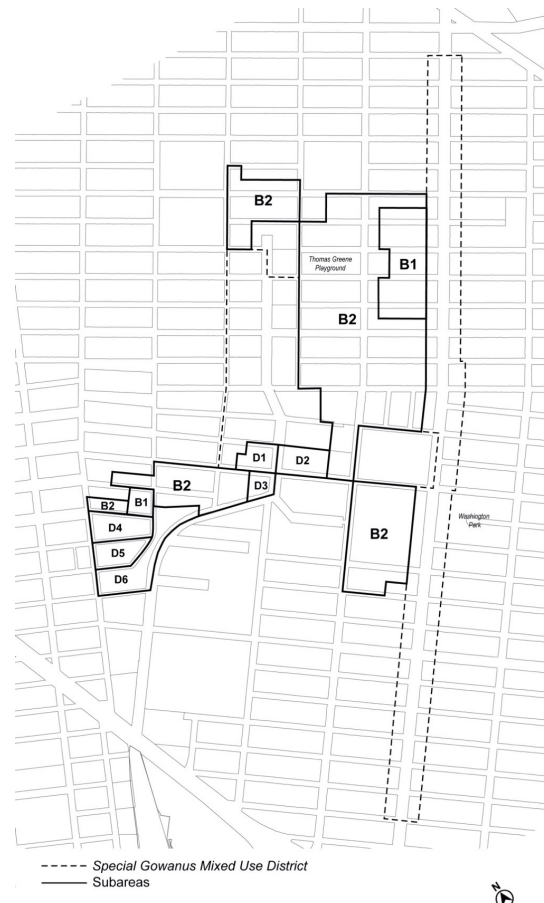 B2
Thomas Greene
Playground
B1
B2
D1
D2
B2
D3
B2
B1
D4
D5
D6
B2
Washington
Park
Special Gowanus Mixed Use District
Subareas
N